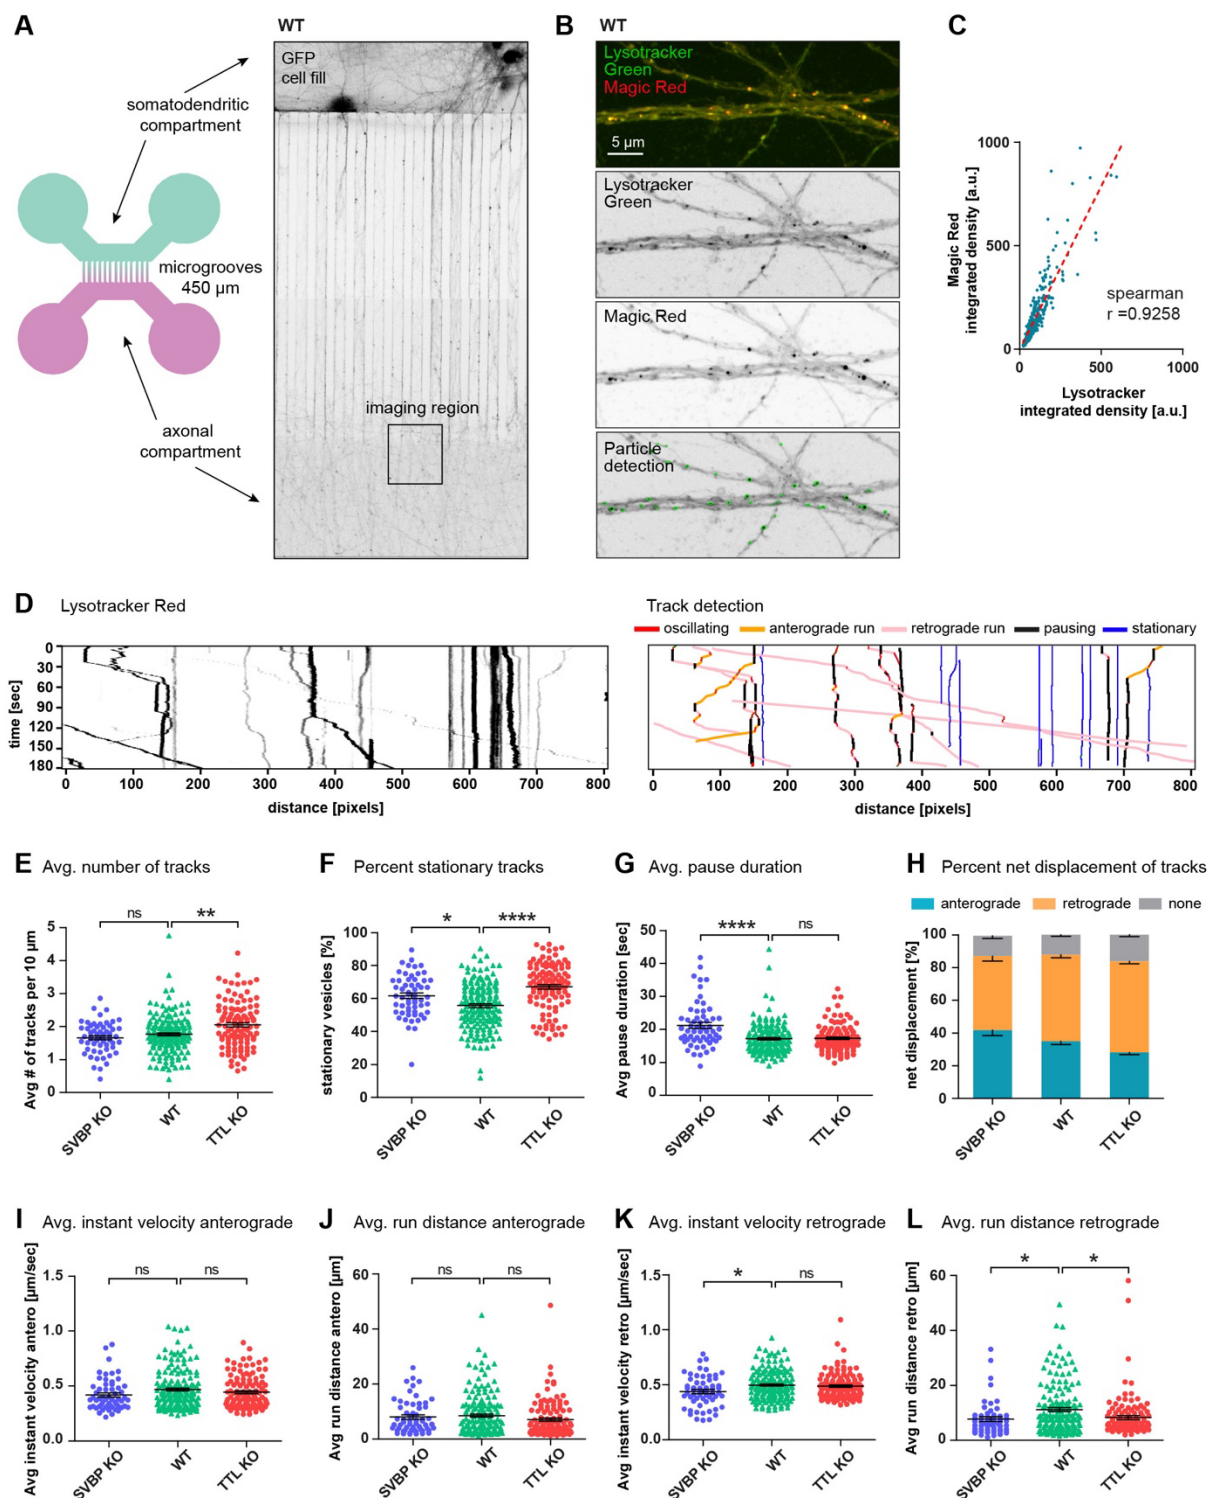 A
WT
GFP
cell fill
somatodendritic
compartment
microgrooves
450 µm
imaging region
axonal
compartment
B
WT
Lysotracker
Green
Magic Red
5 µm
Lysotracker
Green
Magic Red
Particle
detection
C
Magic Red
integrated density [a.u.]
1000
500
0
spearman
r =0.9258
0 500 1000
Lysotracker
integrated density [a.u.]
D
Lysotracker Red
time [sec]
0
30
60
90
120
150
180
0 100 200 300 400 500 600 700 800
distance [pixels]
Track detection
oscillating anterograde run retrograde run pausing stationary
0 100 200 300 400 500 600 700 800
distance [pixels]
E Avg. number of tracks
Avg # of tracks per 10 µm
5
4
3
2
1
0
ns **
SVBP KO WT TTL KO
F Percent stationary tracks
stationary vesicles [%]
100
80
60
40
20
0
* ****
SVBP KO WT TTL KO
G Avg. pause duration
Avg pause duration [sec]
50
40
30
20
10
0
**** ns
SVBP KO WT TTL KO
H Percent net displacement of tracks
anterograde retrograde none
net displacement [%]
100
80
60
40
20
0
SVBP KO WT TTL KO
I Avg. instant velocity anterograde
Avg instant velocity antero [µm/sec]
1.5
1.0
0.5
0.0
ns ns
SVBP KO WT TTL KO
J Avg. run distance anterograde
Avg run distance antero [µm]
60
40
20
0
ns ns
SVBP KO WT TTL KO
K Avg. instant velocity retrograde
Avg instant velocity retro [µm/sec]
1.5
1.0
0.5
0.0
* ns
SVBP KO WT TTL KO
L Avg. run distance retrograde
Avg run distance retro [µm]
60
40
20
0
* *
SVBP KO WT TTL KO